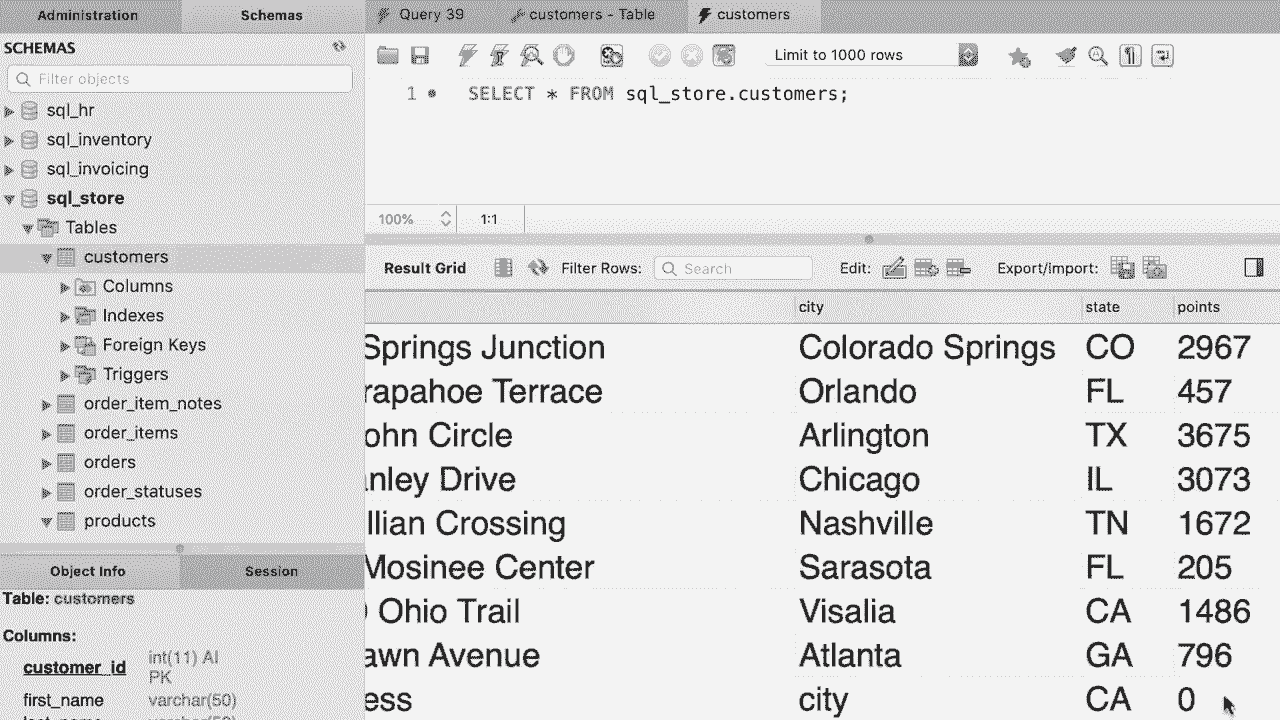 Administration Schemas Query 39 customers - Table customers
SCHEMAS
Filter objects
sql_hr
sql_inventory
sql_invoicing
sql_store
Tables
customers
Columns
Indexes
Foreign Keys
Triggers
order_item_notes
order_items
orders
order_statuses
products
Object Info Session
Table: customers
Columns:
customer_id int(11) AI
PK
first_name varchar(50)
Limit to 1000 rows
1 SELECT * FROM sql_store.customers;
100% 1:1
Result Grid Filter Rows: Search Edit: Export/Import:
city state points
Springs Junction Colorado Springs CO 2967
rapahoe Terrace Orlando FL 457
ohn Circle Arlington TX 3675
nley Drive Chicago IL 3073
llian Crossing Nashville TN 1672
Mosinee Center Sarasota FL 205
Ohio Trail Visalia CA 1486
awn Avenue Atlanta GA 796
ess city CA 0